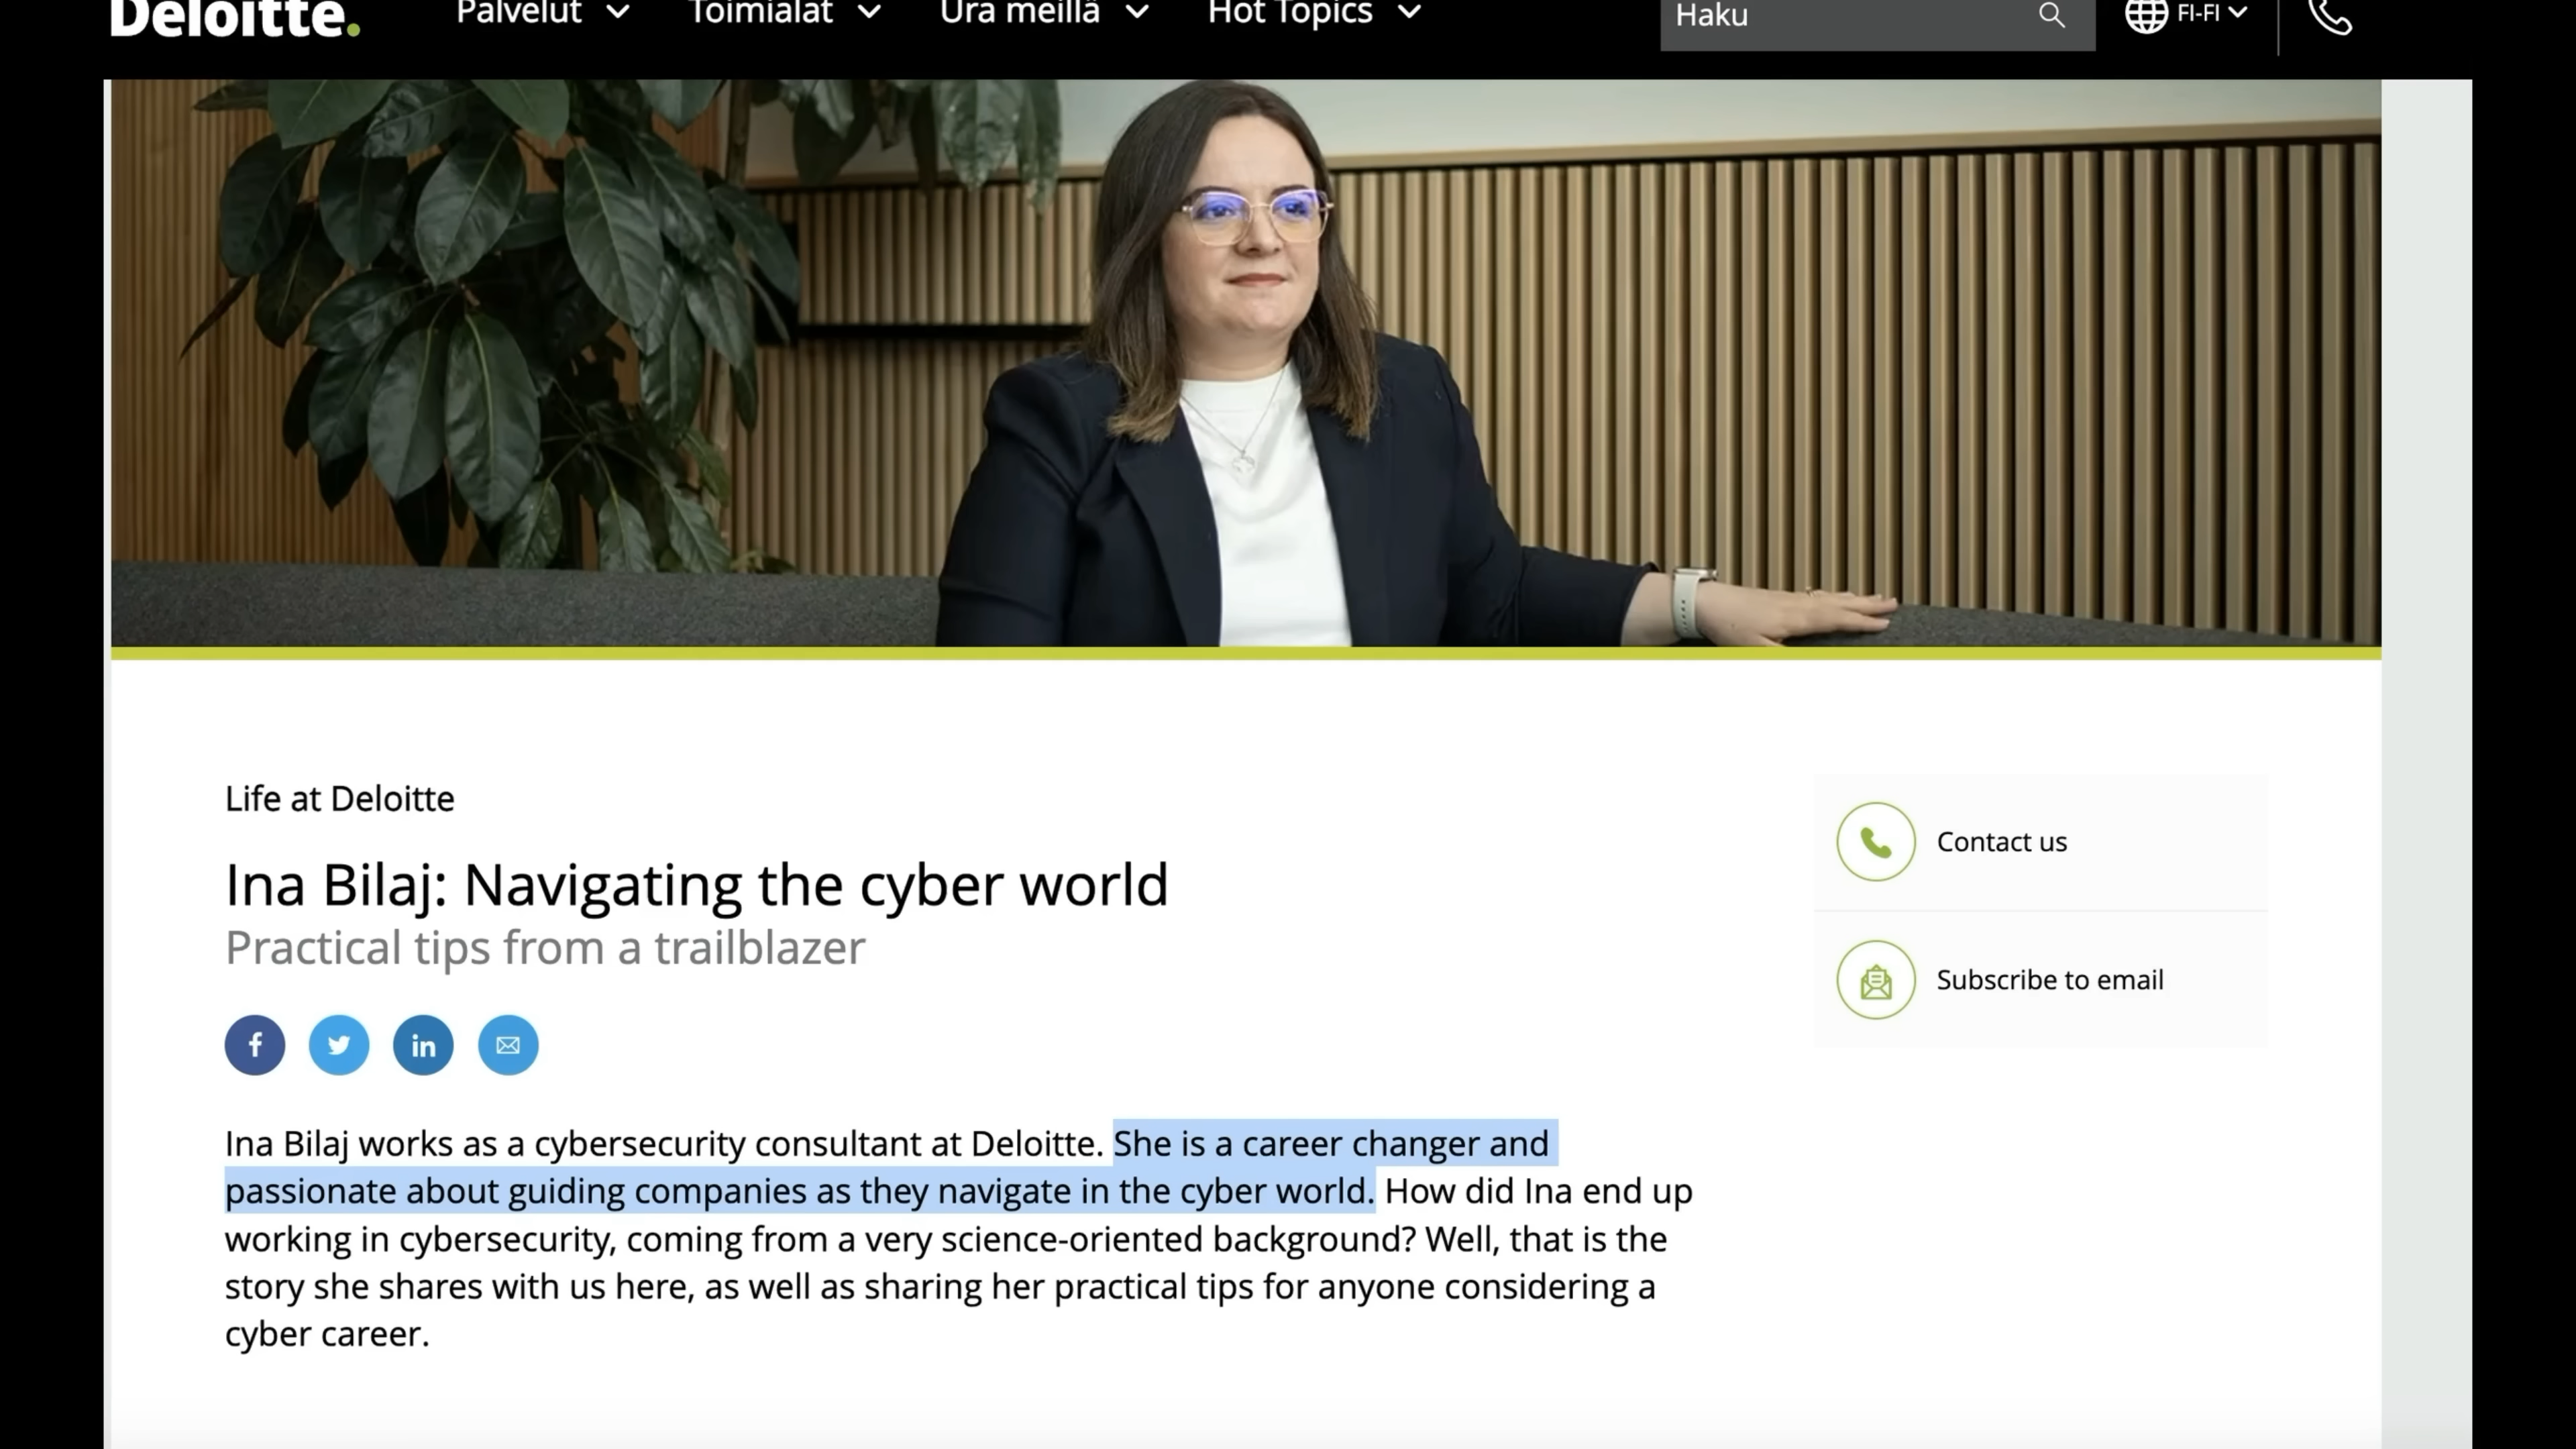 Deloitte.
Palvelut
Toimialat
Ura meillä
Hot Topics
Haku
FI-FI
Life at Deloitte
Ina Bilaj: Navigating the cyber world
Practical tips from a trailblazer
Contact us
Subscribe to email
Ina Bilaj works as a cybersecurity consultant at Deloitte. She is a career changer and
passionate about guiding companies as they navigate in the cyber world. How did Ina end up
working in cybersecurity, coming from a very science-oriented background? Well, that is the
story she shares with us here, as well as sharing her practical tips for anyone considering a
cyber career.